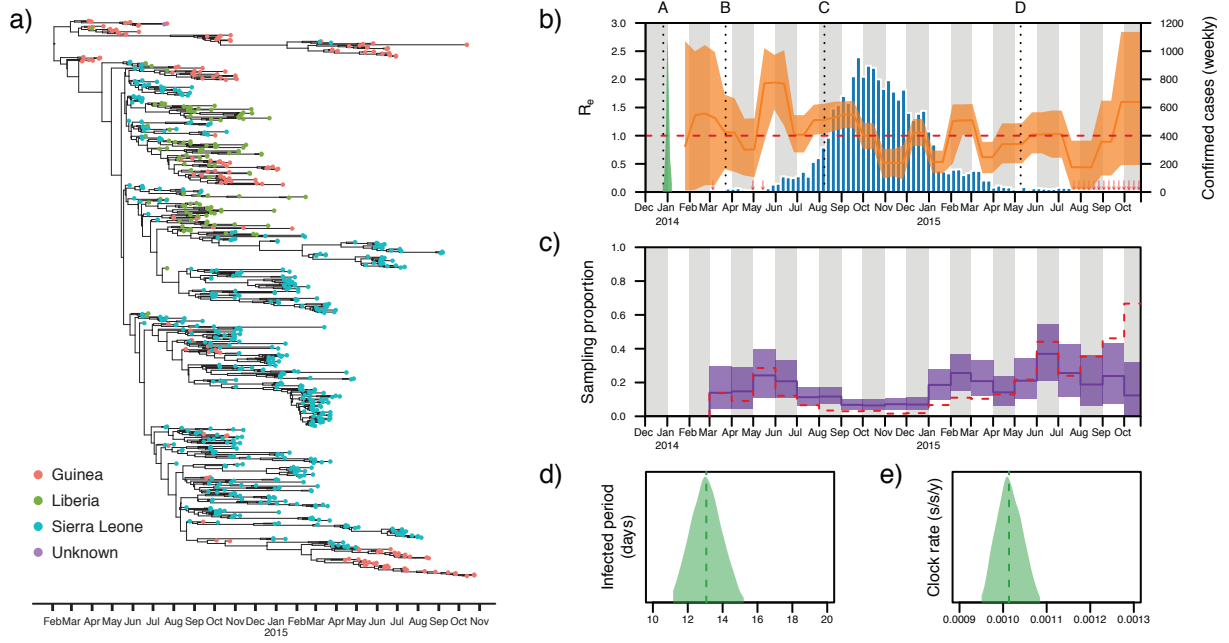 a)
Guinea
Liberia
Sierra Leone
Unknown
Feb Mar Apr May Jun Jul Aug Sep Oct Nov Dec Jan Feb Mar Apr May Jun Jul Aug Sep Oct Nov
2015
b)
A B C D
3.0 2.5 2.0 1.5 1.0 0.5 0.0
Re
1200 1000 800 600 400 200 0
Confirmed cases (weekly)
Dec Jan Feb Mar Apr May Jun Jul Aug Sep Oct Nov Dec Jan Feb Mar Apr May Jun Jul Aug Sep Oct
2014 2015
c)
1.0 0.8 0.6 0.4 0.2 0.0
Sampling proportion
Dec Jan Feb Mar Apr May Jun Jul Aug Sep Oct Nov Dec Jan Feb Mar Apr May Jun Jul Aug Sep Oct
2014 2015
d)
Infected period
(days)
10 12 14 16 18 20
e)
Clock rate (s/s/y)
0.0009 0.0010 0.0011 0.0012 0.0013